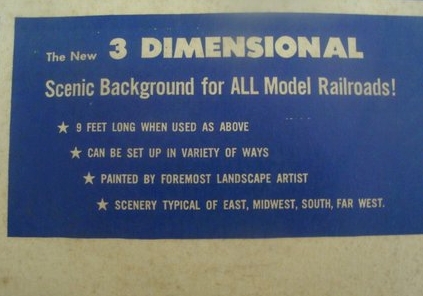 The New 3 DIMENSIONAL
Scenic Background for ALL Model Railroads!
★ 9 FEET LONG WHEN USED AS ABOVE
★ CAN BE SET UP IN VARIETY OF WAYS
★ PAINTED BY FOREMOST LANDSCAPE ARTIST
★ SCENERY TYPICAL OF EAST, MIDWEST, SOUTH, FAR WEST.